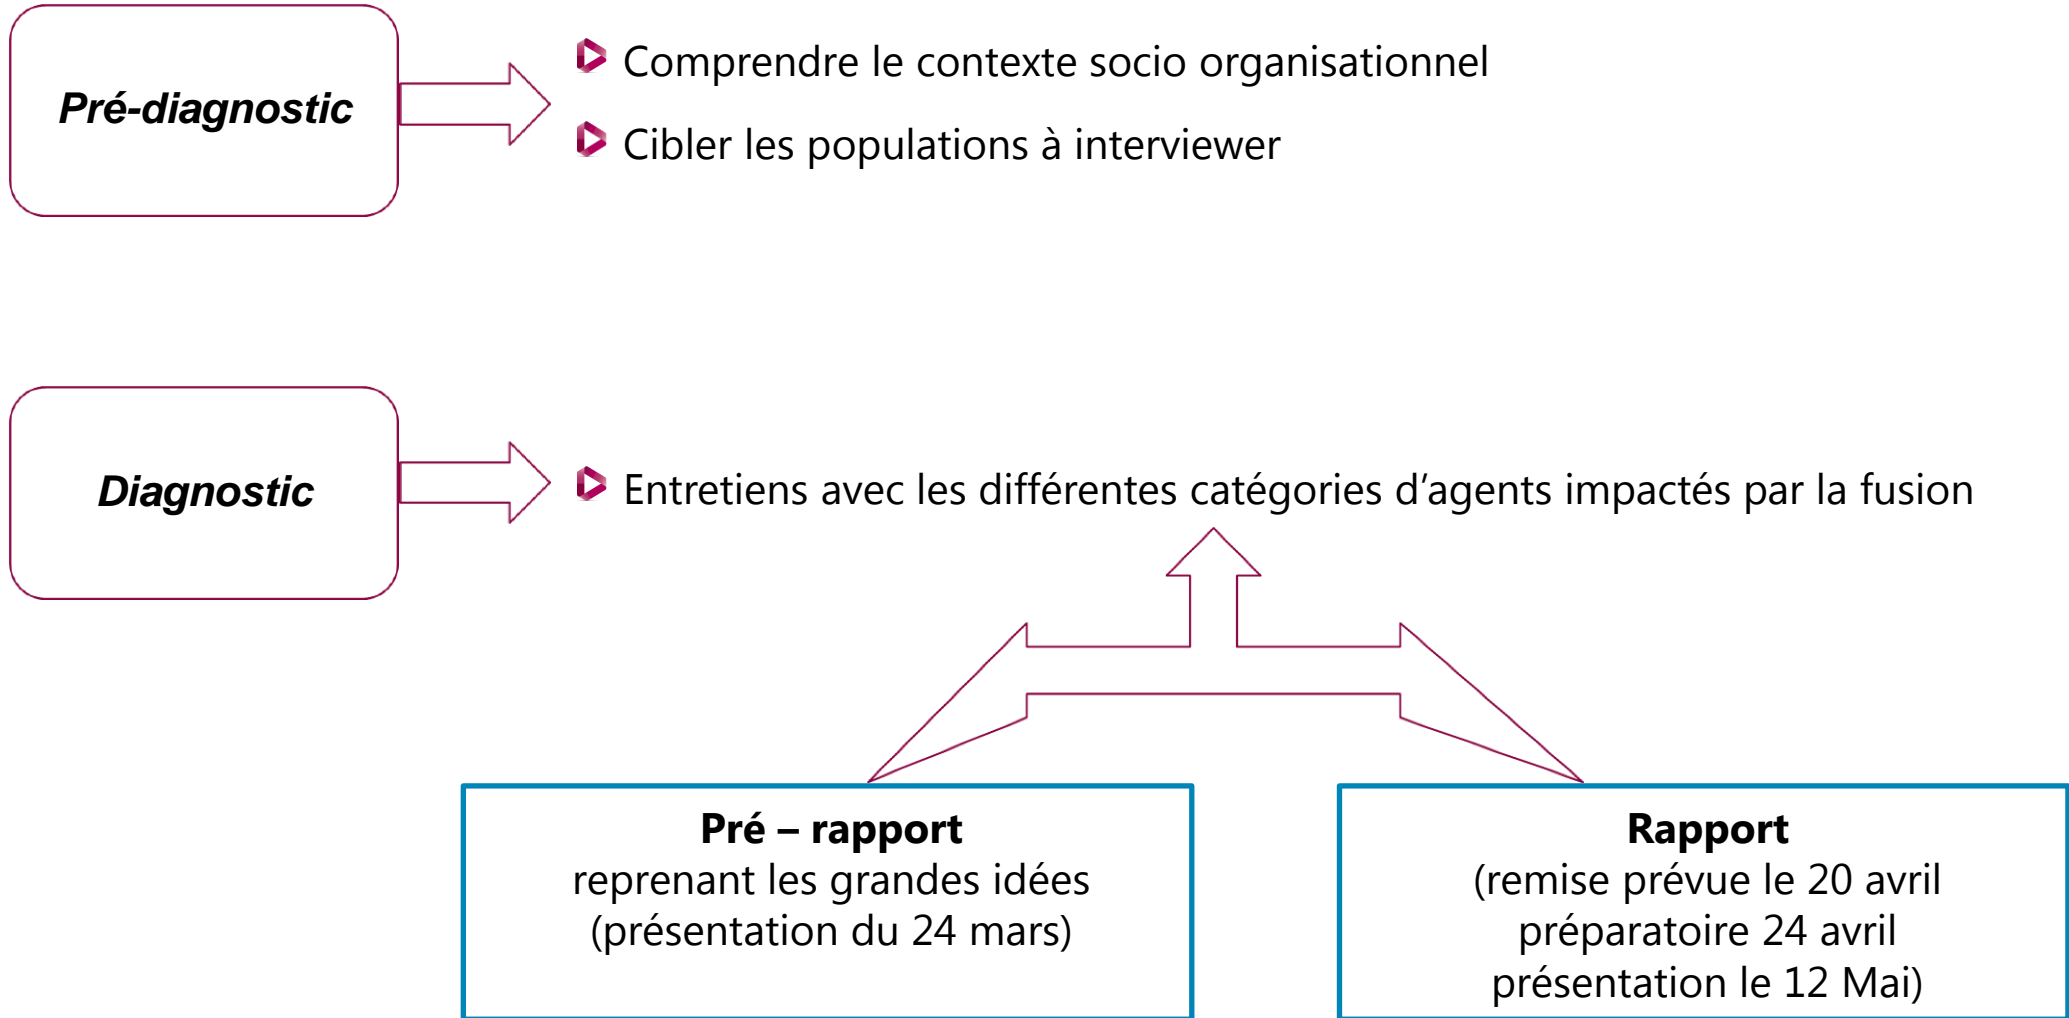 Pré-diagnostic
Comprendre le contexte socio organisationnel
Cibler les populations à interviewer
Diagnostic
Entretiens avec les différentes catégories d’agents impactés par la fusion
Pré – rapport
reprenant les grandes idées
(présentation du 24 mars)
Rapport
(remise prévue le 20 avril
préparatoire 24 avril
présentation le 12 Mai)